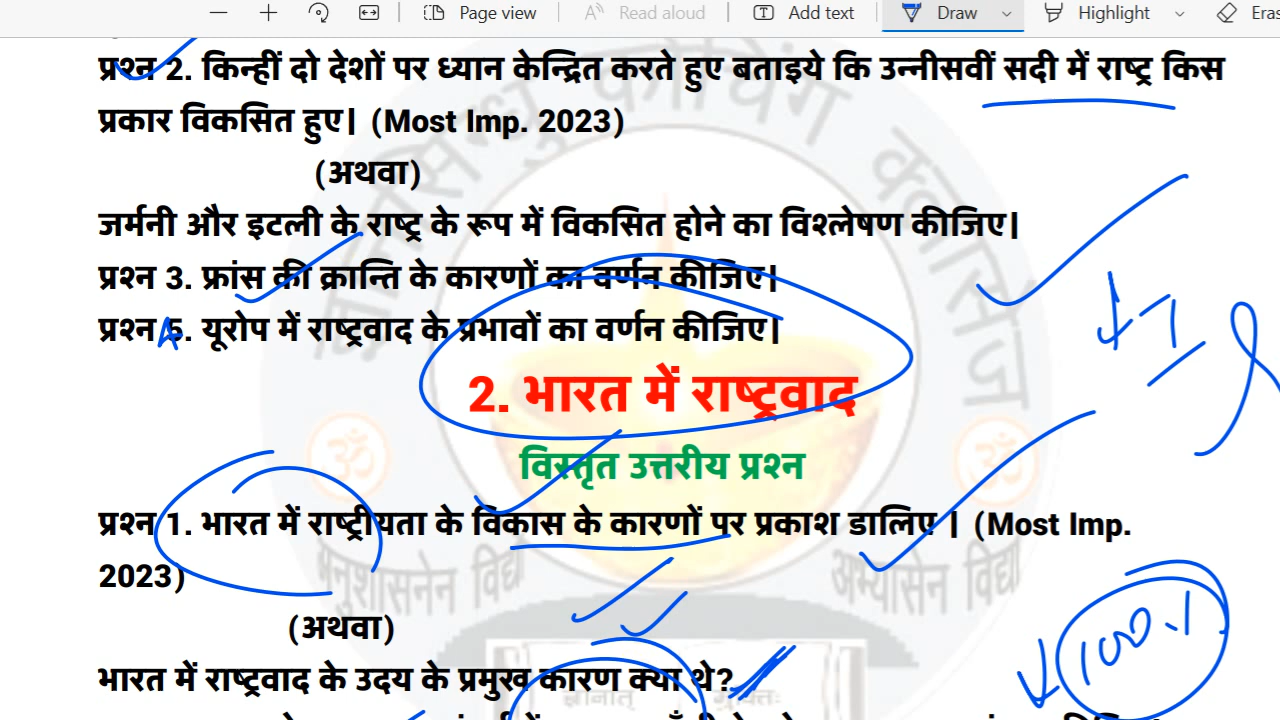 Page view
Read aloud
Add text
Draw
Highlight
प्रश्न 2. किन्हीं दो देशों पर ध्यान केन्द्रित करते हुए बताइये कि उन्नीसवीं सदी में राष्ट्र किस
प्रकार विकसित हुए। (Most Imp. 2023)
(अथवा)
जर्मनी और इटली के राष्ट्र के रूप में विकसित होने का विश्लेषण कीजिए।
प्रश्न 3. फ्रांस की क्रान्ति के कारणों का वर्णन कीजिए।
प्रश्न 5. यूरोप में राष्ट्रवाद के प्रभावों का वर्णन कीजिए।
2. भारत में राष्ट्रवाद
विस्तृत उत्तरीय प्रश्न
प्रश्न 1. भारत में राष्ट्रीयता के विकास के कारणों पर प्रकाश डालिए | (Most Imp.
2023)
(अथवा)
भारत में राष्ट्रवाद के उदय के प्रमुख कारण क्या थे?